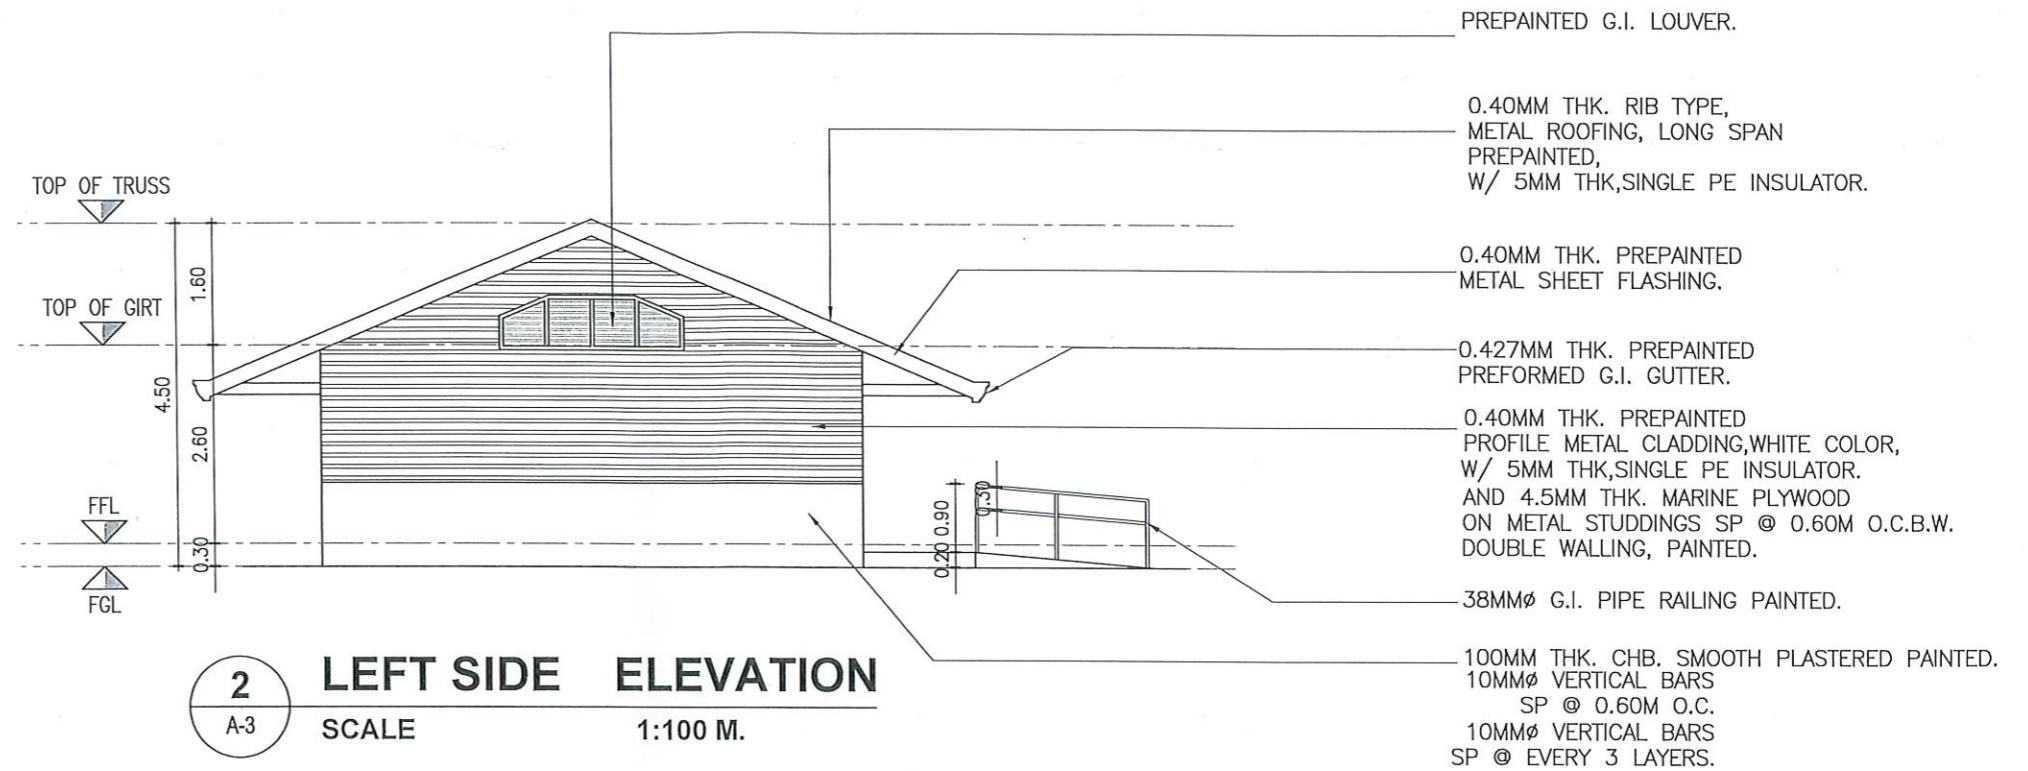 PREPAINTED G.I. LOUVER.
0.40MM THK. RIB TYPE,
METAL ROOFING, LONG SPAN
PREPAINTED,
W/ 5MM THK,SINGLE PE INSULATOR.
TOP OF TRUSS
0.40MM THK. PREPAINTED
METAL SHEET FLASHING.
1.60
TOP OF GIRT
0.427MM THK. PREPAINTED
PREFORMED G.I. GUTTER.
4.50
2.60
0.40MM THK. PREPAINTED
PROFILE METAL CLADDING,WHITE COLOR,
W/ 5MM THK,SINGLE PE INSULATOR.
AND 4.5MM THK. MARINE PLYWOOD
ON METAL STUDDINGS SP @ 0.60M O.C.B.W.
DOUBLE WALLING, PAINTED.
FFL
0.30
0.20 0.90
FGL
38MMØ G.I. PIPE RAILING PAINTED.
100MM THK. CHB. SMOOTH PLASTERED PAINTED.
10MMØ VERTICAL BARS
SP @ 0.60M O.C.
10MMØ VERTICAL BARS
SP @ EVERY 3 LAYERS.
2
A-3
LEFT SIDE ELEVATION
SCALE 1:100 M.